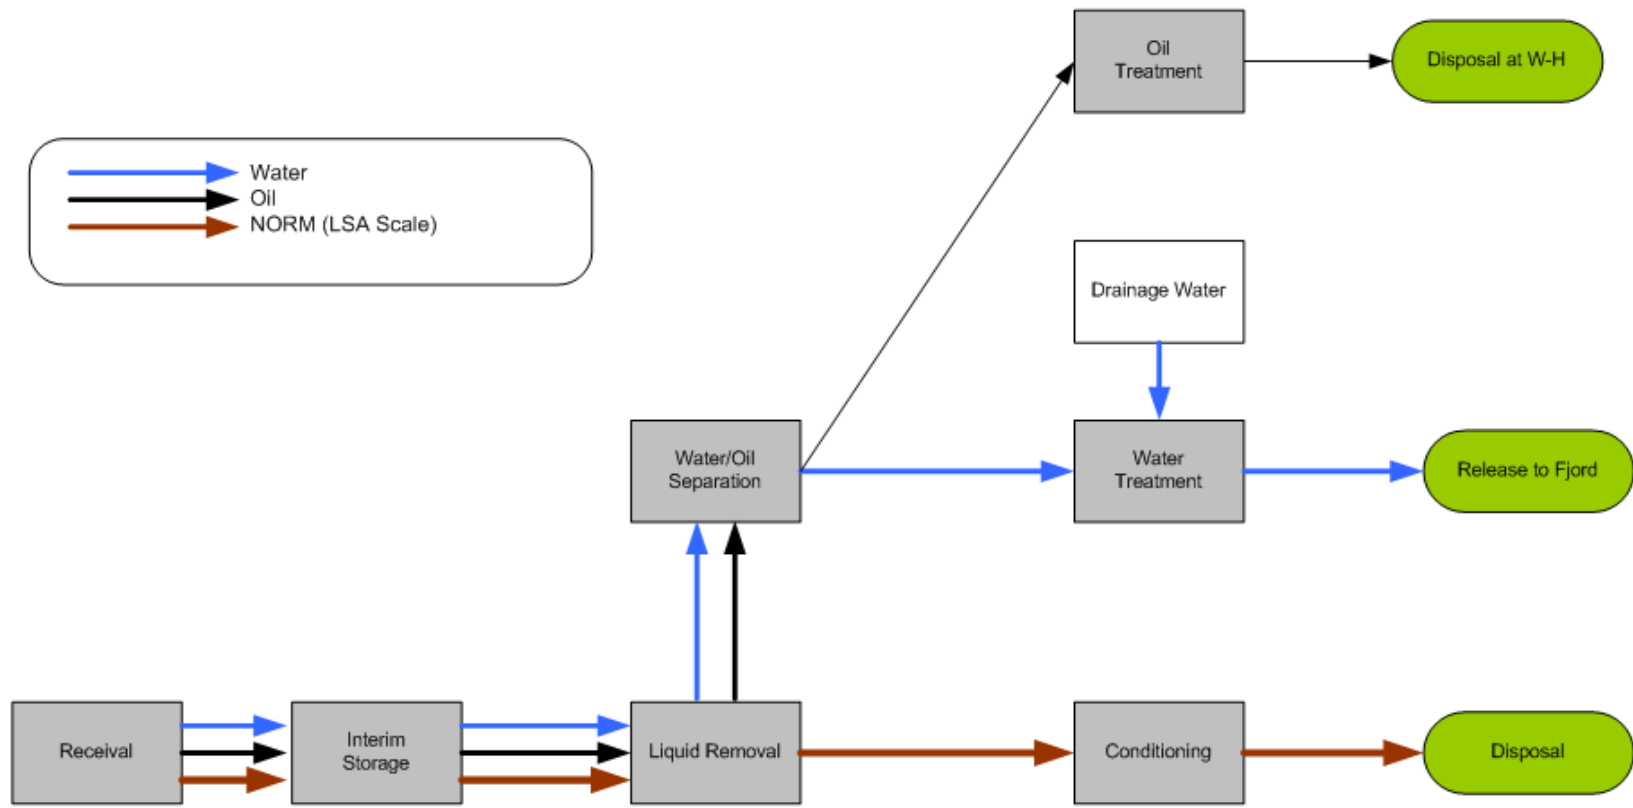 Oil
Treatment
Disposal at W-H
Water
Oil
NORM (LSA Scale)
Drainage Water
Water/Oil
Separation
Water
Treatment
Release to Fjord
Receival
Interim
Storage
Liquid Removal
Conditioning
Disposal